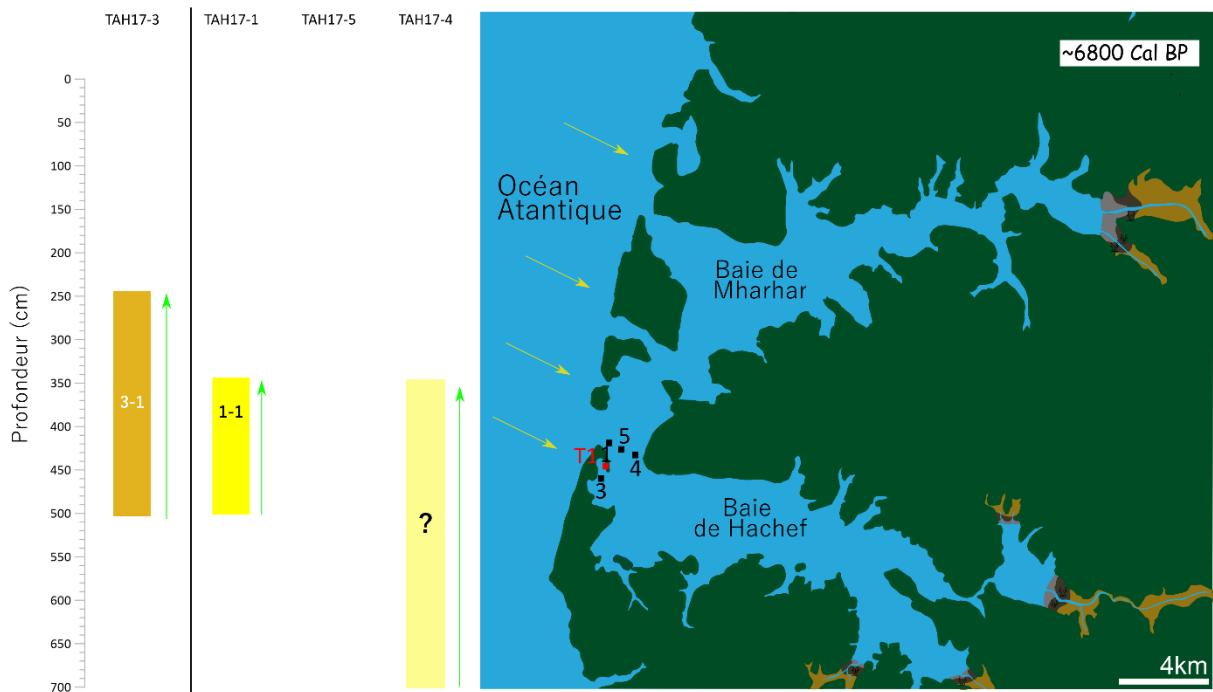 TAH17-3
TAH17-1
TAH17-5
TAH17-4
Profondeur (cm)
0
50
100
150
200
250
300
350
400
450
500
550
600
650
700
3-1
1-1
?
~6800 Cal BP
Océan
Atantique
Baie de
Mharhar
5
T1
1
4
3
Baie
de Hachef
4km